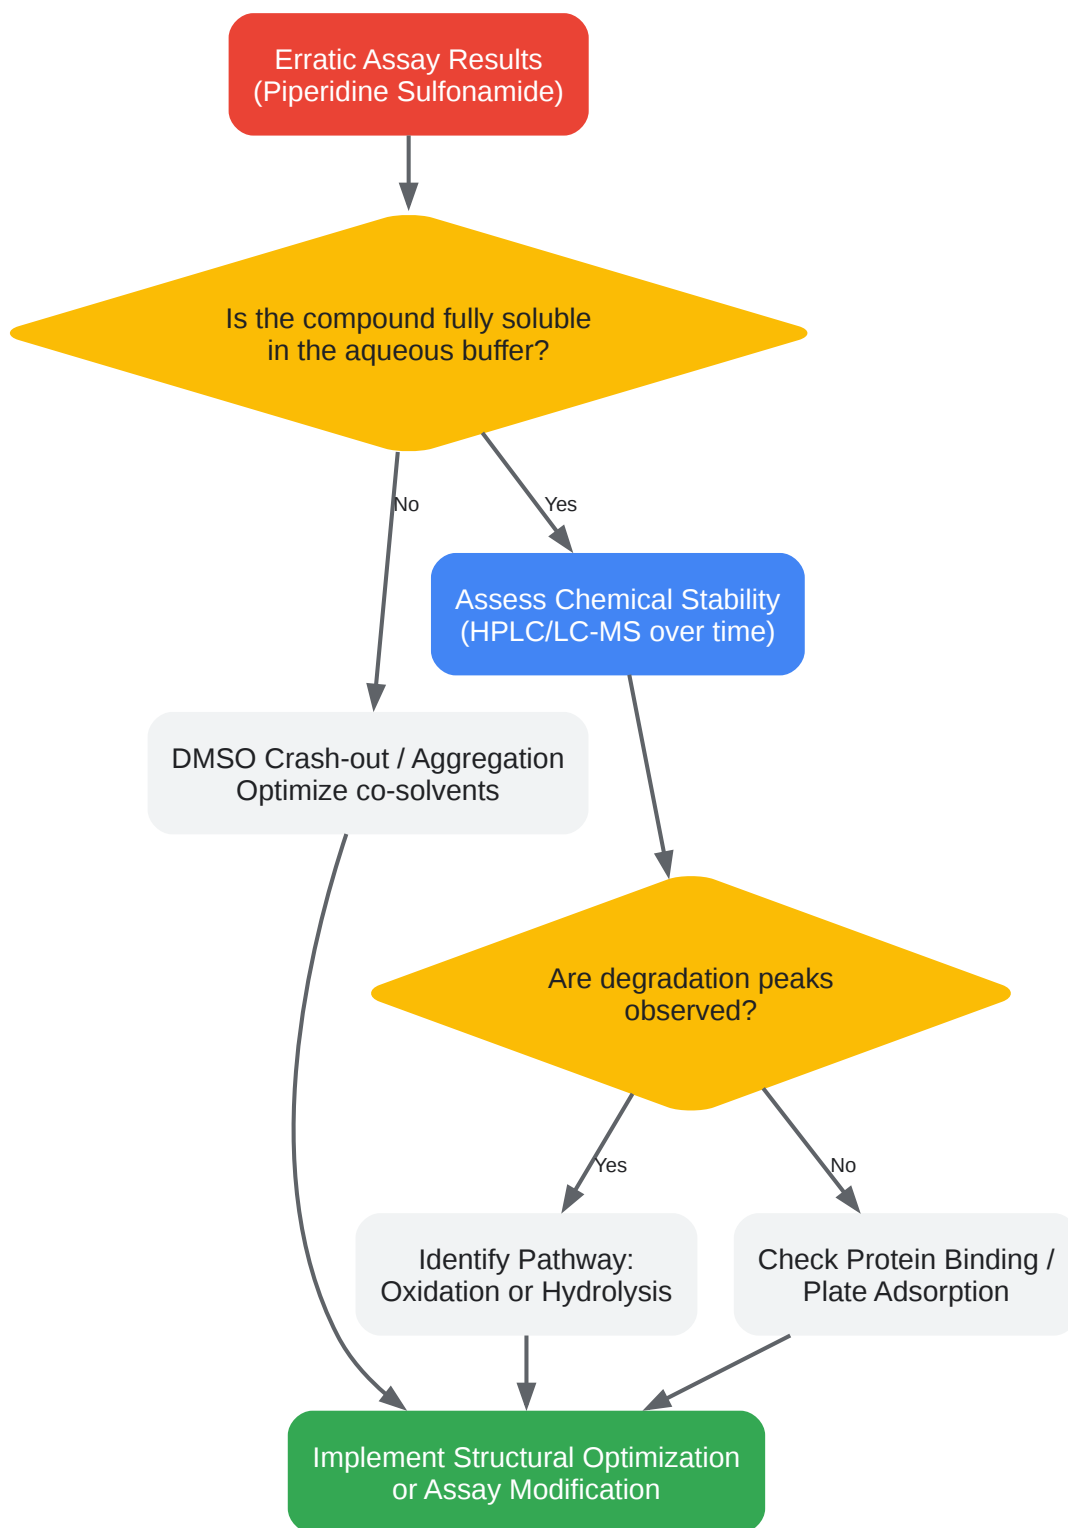 Erratic Assay Results
(Piperidine Sulfonamide)
Is the compound fully soluble
in the aqueous buffer?
No
Yes
Assess Chemical Stability
(HPLC/LC-MS over time)
DMSO Crash-out / Aggregation
Optimize co-solvents
Are degradation peaks
observed?
Yes
No
Identify Pathway:
Oxidation or Hydrolysis
Check Protein Binding /
Plate Adsorption
Implement Structural Optimization
or Assay Modification